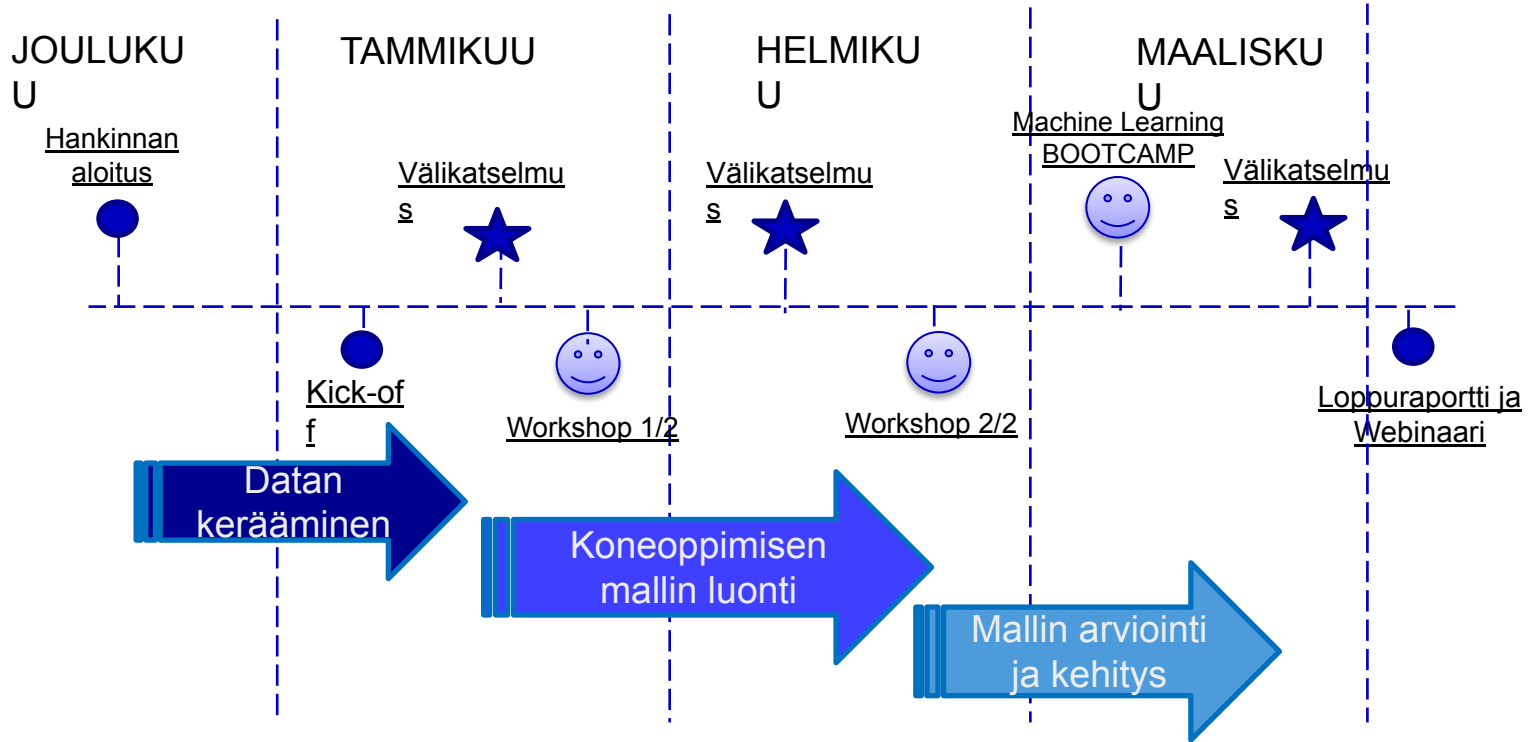 JOULUKU
U
TAMMIKUU
HELMIKU
U
MAALISKU
U
Hankinnan
aloitus
Välikatselmu
s
Välikatselmu
s
Machine Learning
BOOTCAMP
Välikatselmu
s
Kick-of
f
Workshop 1/2
Workshop 2/2
Loppuraportti ja
Webinaari
Datan
kerääminen
Koneoppimisen
mallin luonti
Mallin arviointi
ja kehitys